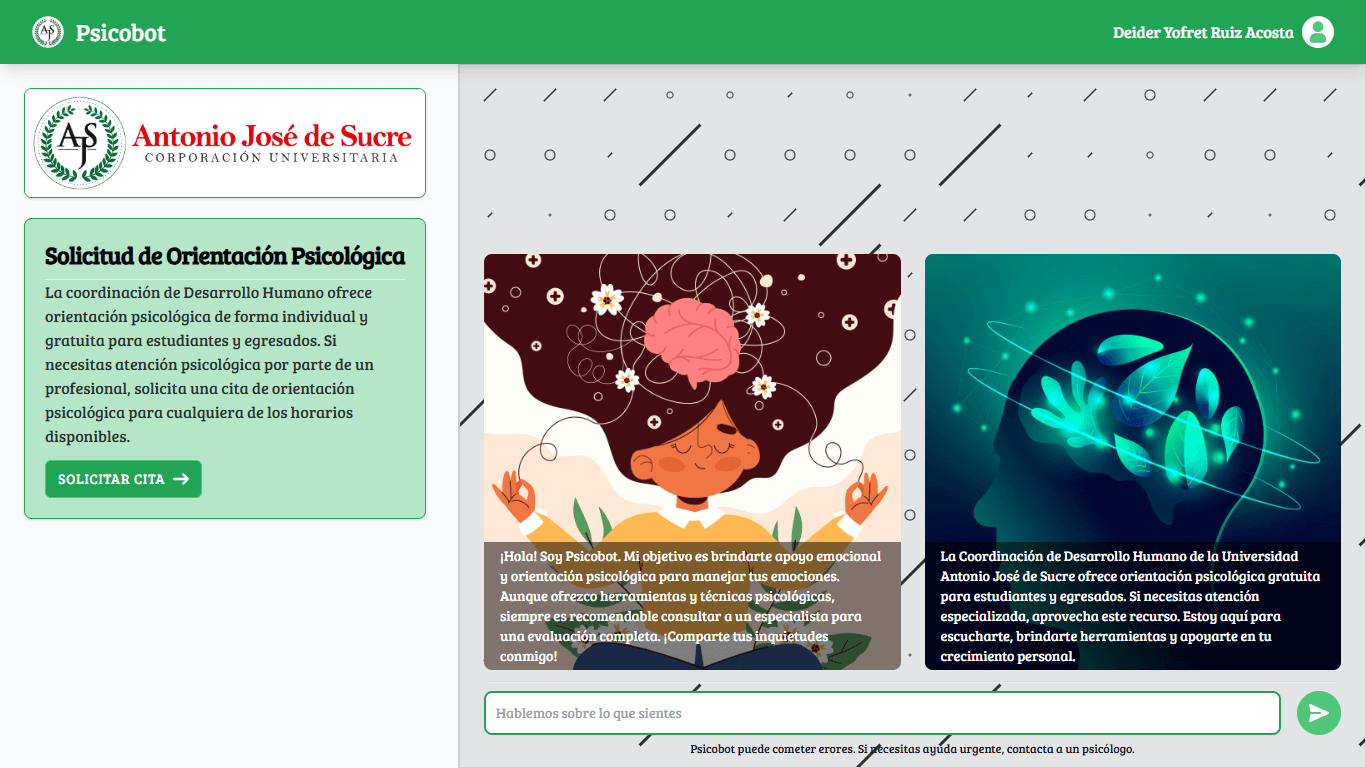 AJS
Psicobot
Deider Yofret Ruiz Acosta
AJS
Antonio José de Sucre
CORPORACIÓN UNIVERSITARIA
Solicitud de Orientación Psicológica
La coordinación de Desarrollo Humano ofrece
orientación psicológica de forma individual y
gratuita para estudiantes y egresados. Si
necesitas atención psicológica por parte de un
profesional, solicita una cita de orientación
psicológica para cualquiera de los horarios
disponibles.
SOLICITAR CITA
¡Hola! Soy Psicobot. Mi objetivo es brindarte apoyo emocional
y orientación psicológica para manejar tus emociones.
Aunque ofrezco herramientas y técnicas psicológicas,
siempre es recomendable consultar a un especialista para
una evaluación completa. ¡Comparte tus inquietudes
conmigo!
La Coordinación de Desarrollo Humano de la Universidad
Antonio José de Sucre ofrece orientación psicológica gratuita
para estudiantes y egresados. Si necesitas atención
especializada, aprovecha este recurso. Estoy aquí para
escucharte, brindarte herramientas y apoyarte en tu
crecimiento personal.
Hablemos sobre lo que sientes
Psicobot puede cometer erores. Si necesitas ayuda urgente, contacta a un psicólogo.